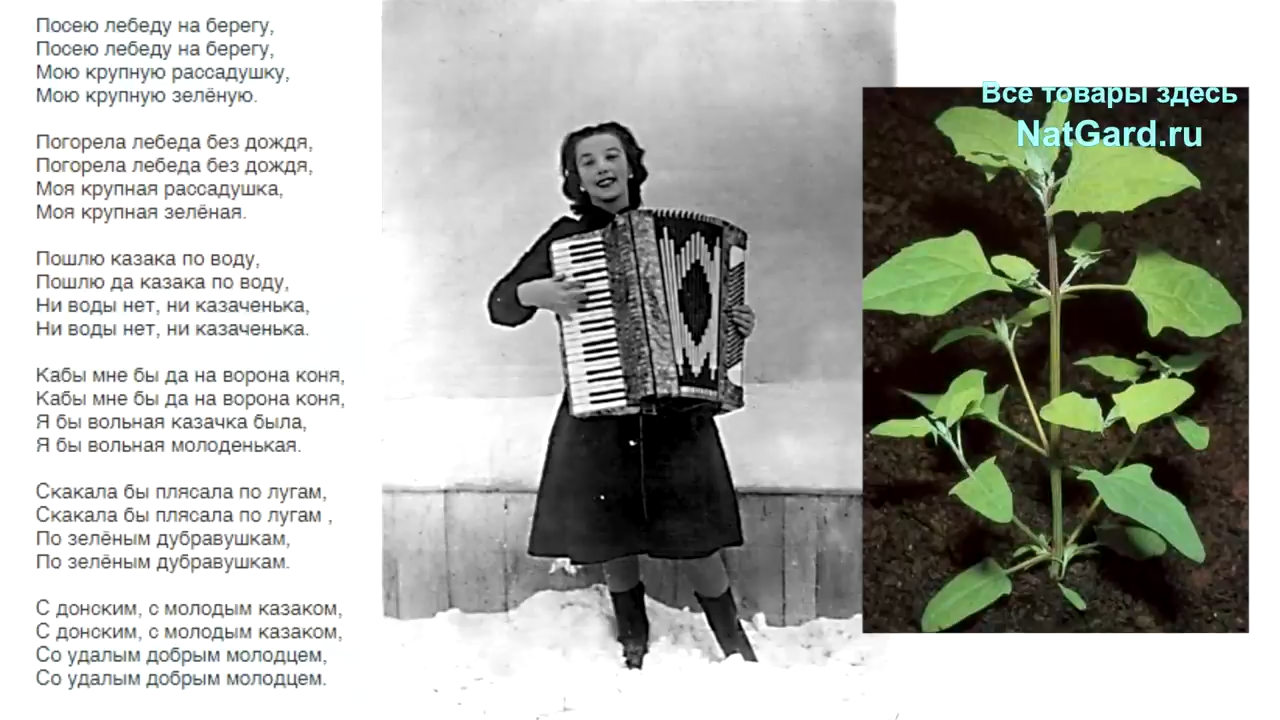 Посею лебеду на берегу,
Посею лебеду на берегу,
Мою крупную рассадушку,
Мою крупную зелёную.
Погорела лебеда без дождя,
Погорела лебеда без дождя,
Моя крупная рассадушка,
Моя крупная зелёная.
Пошлю казака по воду,
Пошлю да казака по воду,
Ни воды нет, ни казаченька,
Ни воды нет, ни казаченька.
Кабы мне бы да на ворона коня,
Кабы мне бы да на ворона коня,
Я бы вольная казачка была,
Я бы вольная молоденькая.
Скакала бы плясала по лугам,
Скакала бы плясала по лугам ,
По зелёным дубравушкам,
По зелёным дубравушкам.
С донским, с молодым казаком,
С донским, с молодым казаком,
Со удалым добрым молодцем,
Со удалым добрым молодцем.
Все товары здесь
NatGard.ru